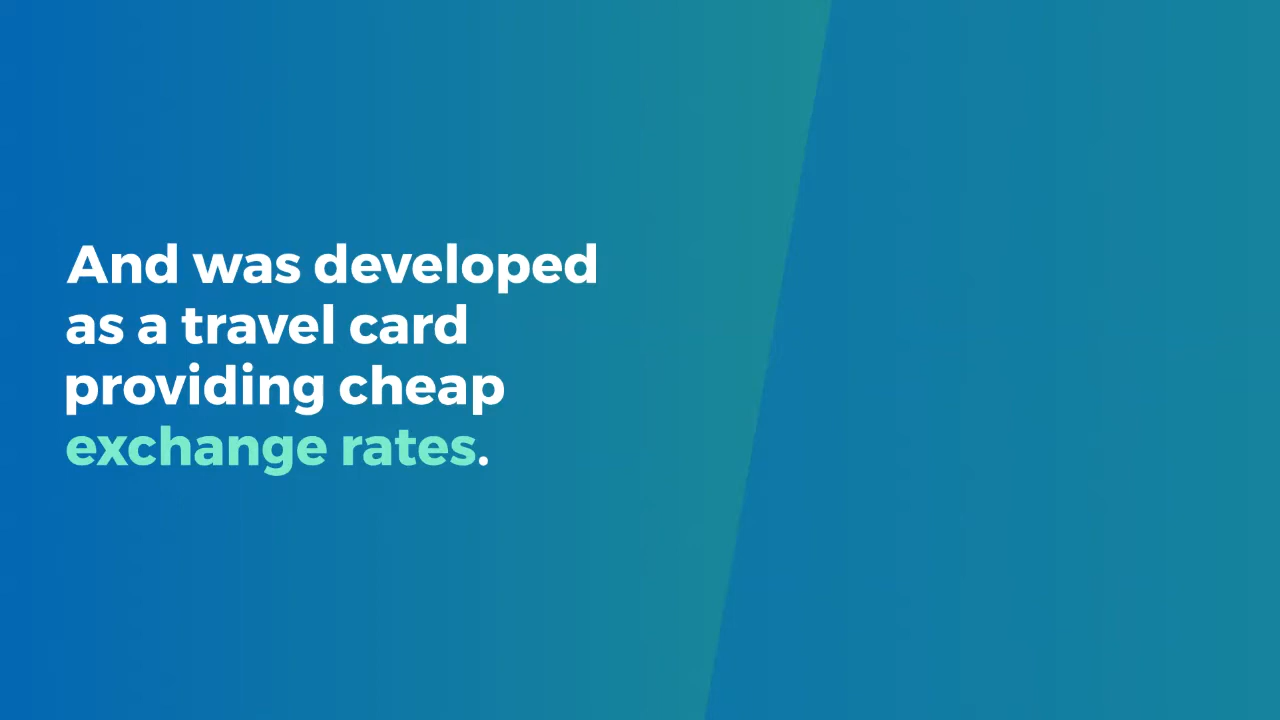 And was developed
as a travel card
providing cheap
exchange rates.